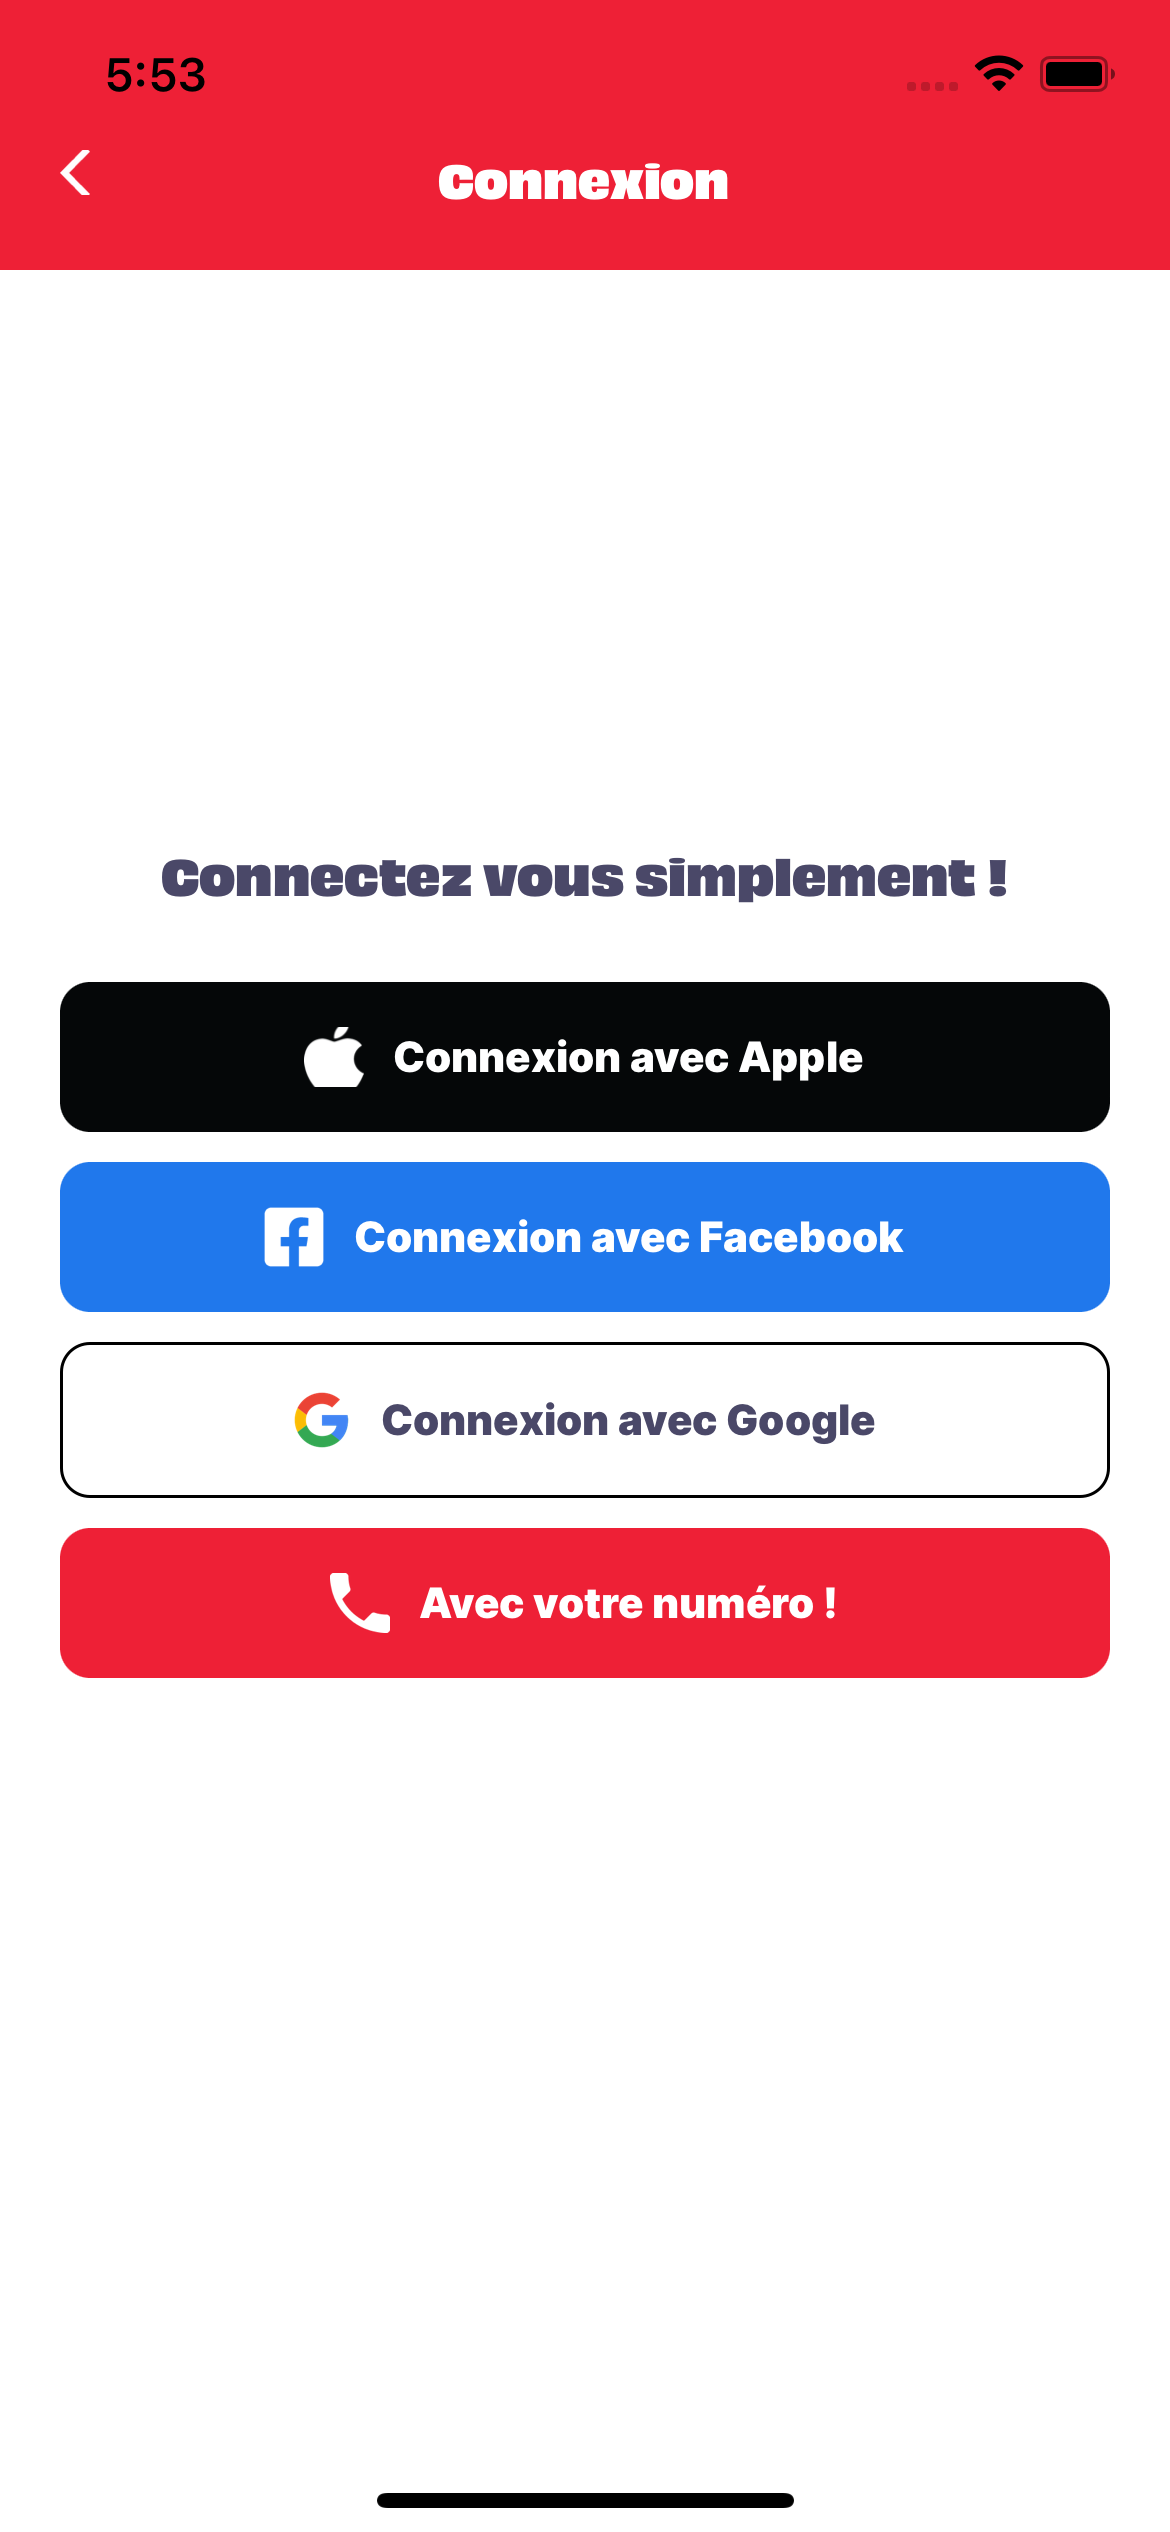 5:53
Connexion
Connectez vous simplement !
Connexion avec Apple
Connexion avec Facebook
Connexion avec Google
Avec votre numéro !